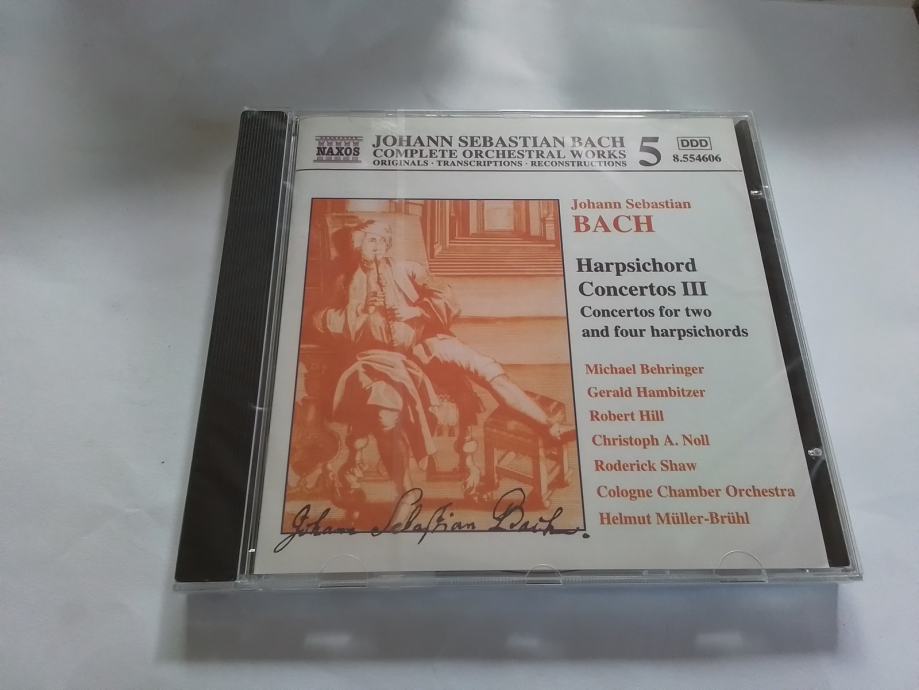 NAXOS
JOHANN SEBASTIAN BACH
COMPLETE ORCHESTRAL WORKS
ORIGINALS · TRANSCRIPTIONS · RECONSTRUCTIONS
5
DDD
8.554606
Johann Sebastian
BACH
Harpsichord
Concertos III
Concertos for two
and four harpsichords
Michael Behringer
Gerald Hambitzer
Robert Hill
Christoph A. Noll
Roderick Shaw
Cologne Chamber Orchestra
Helmut Müller-Brühl
Johann Sebastian Bach.